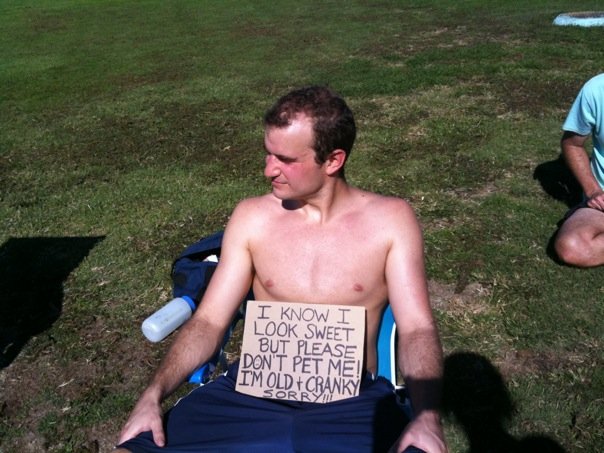 I KNOW I
LOOK SWEET
BUT PLEASE
DON'T PET ME!
I'M OLD + CRANKY
SORRY!!!